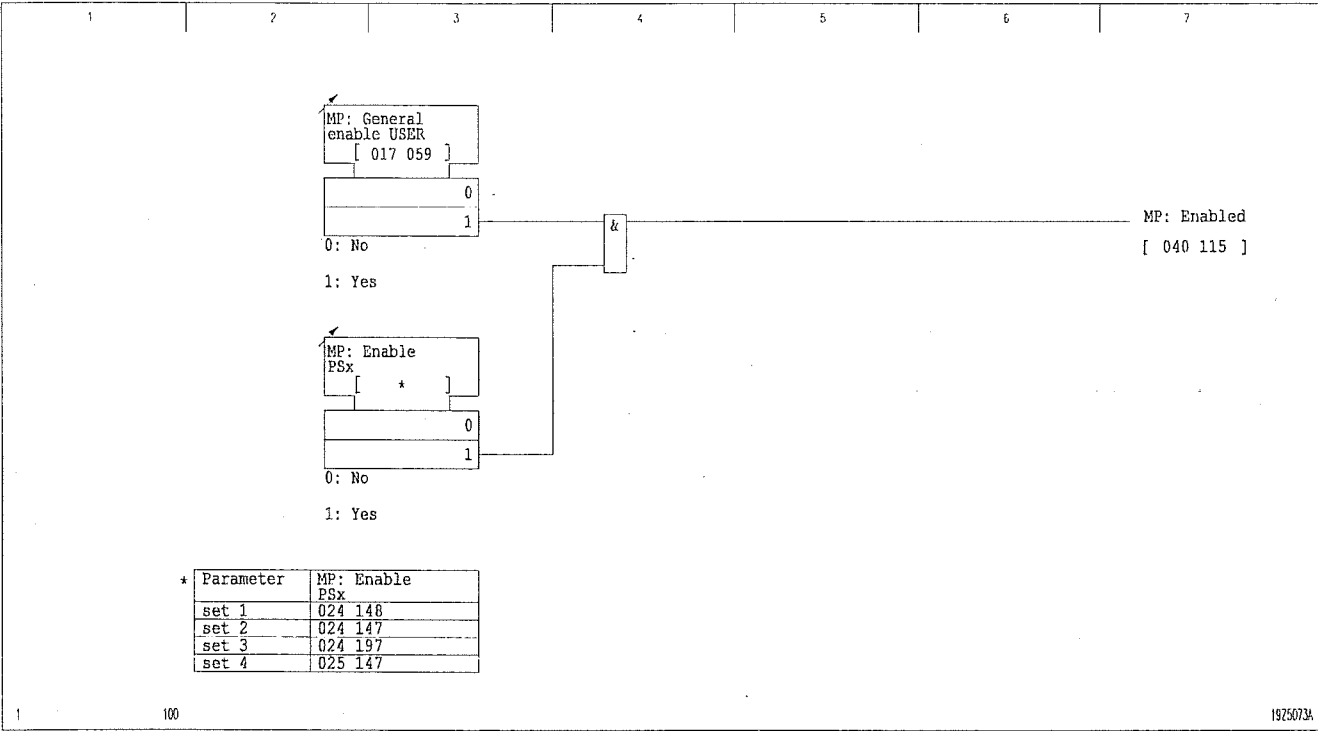 1 2 3 4 5 6 7
MP: General
enable USER
[ 017 059 ]
0
1
0: No
1: Yes
&
MP: Enabled
[ 040 115 ]
MP: Enable
PSx
[ * ]
0
1
0: No
1: Yes
* Parameter MP: Enable
PSx
set 1 024 148
set 2 024 147
set 3 024 197
set 4 025 147
1 100 19Z5073A